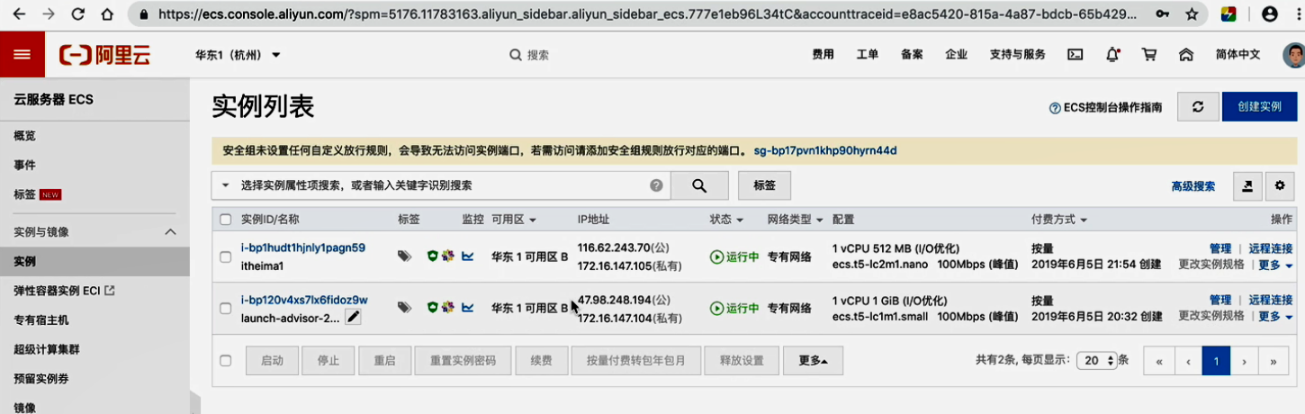 https://ecs.console.aliyun.com/?spm=5176.11783163.aliyun_sidebar.aliyun_sidebar_ecs.777e1eb96L34tC&accounttraceid=e8ac5420-815a-4a87-bdcb-65b429...
阿里云 华东1（杭州） 搜索 费用 工单 备案 企业 支持与服务 简体中文
云服务器 ECS
概览
事件
标签 NEW
实例与镜像
实例
弹性容器实例 ECI
专有宿主机
超级计算集群
预留实例券
镜像
实例列表 ECS控制台操作指南 创建实例
安全组未设置任何自定义放行规则，会导致无法访问实例端口，若需访问请添加安全组规则放行对应的端口。 sg-bp17pvn1khp90hyrn44d
选择实例属性项搜索，或者输入关键字识别搜索 标签 高级搜索
实例ID/名称 标签 监控 可用区 IP地址 状态 网络类型 配置 付费方式 操作
i-bp1hudt1hjnly1pagn59 华东 1 可用区 B 116.62.243.70(公) 运行中 专有网络 1 vCPU 512 MB (I/O优化) 按量 管理 | 远程连接
itheima1 172.16.147.105(私有) ecs.t5-lc2m1.nano 100Mbps (峰值) 2019年6月5日 21:54 创建 更改实例规格 | 更多
i-bp120v4xs7lx6fidoz9w 华东 1 可用区 B 47.98.248.194(公) 运行中 专有网络 1 vCPU 1 GiB (I/O优化) 按量 管理 | 远程连接
launch-advisor-2... 172.16.147.104(私有) ecs.t5-lc1m1.small 100Mbps (峰值) 2019年6月5日 20:32 创建 更改实例规格 | 更多
启动 停止 重启 重置实例密码 续费 按量付费转包年包月 释放设置 更多 共有2条, 每页显示: 20 条 « ‹ 1 › »